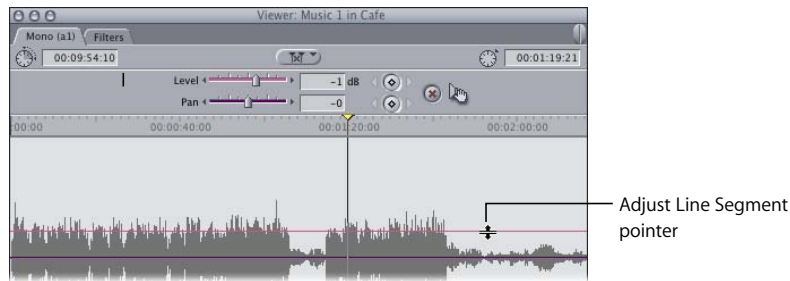 Viewer: Music 1 in Cafe
Mono (a1) Filters
00:09:54:10 00:01:19:21
Level -1 dB
Pan -0
:00:00 00:00:40:00 00:01:20:00 00:02:00:00
Adjust Line Segment
pointer